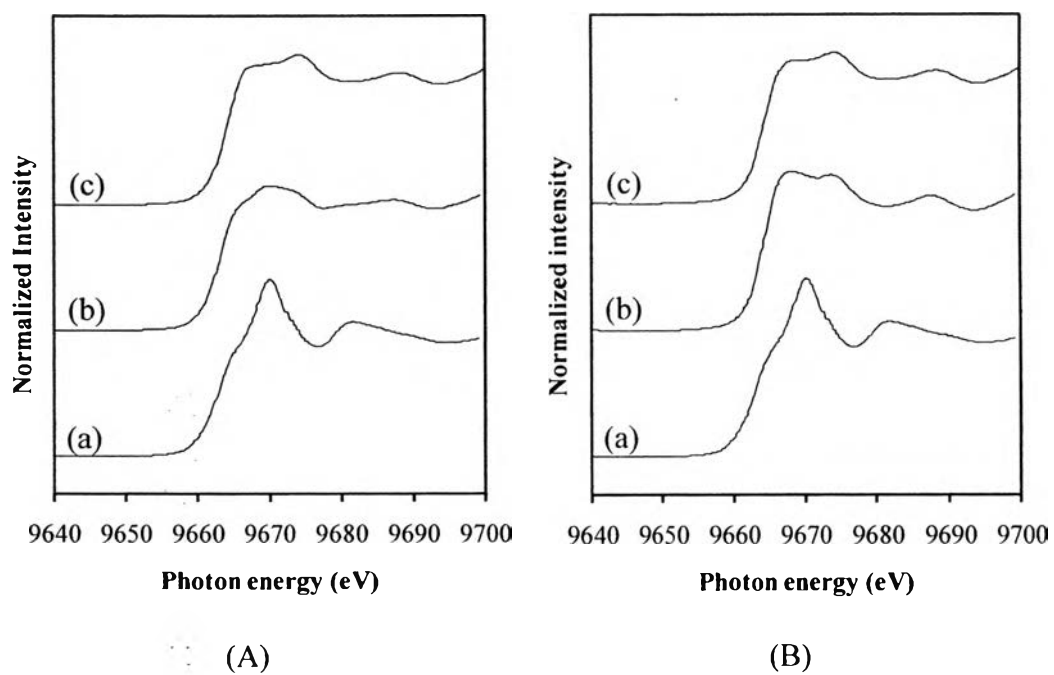 Normalized Intensity
(c)
(b)
(a)
9640 9650 9660 9670 9680 9690 9700
Photon energy (eV)
(A)
Normalized intensity
(c)
(b)
(a)
9640 9650 9660 9670 9680 9690 9700
Photon energy (eV)
(B)